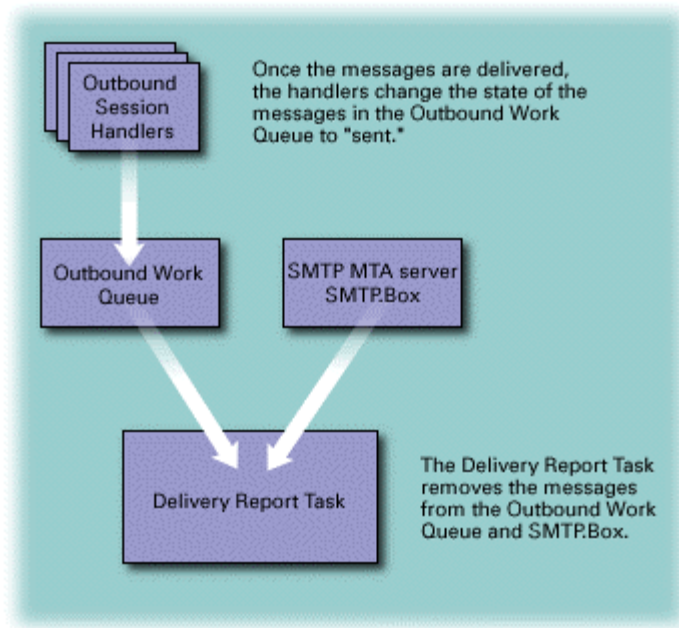 Outbound
Session
Handlers
Once the messages are delivered,
the handlers change the state of the
messages in the Outbound Work
Queue to "sent."
Outbound Work
Queue
SMTP MTA server
SMTP.Box
Delivery Report Task
The Delivery Report Task
removes the messages
from the Outbound Work
Queue and SMTP.Box.